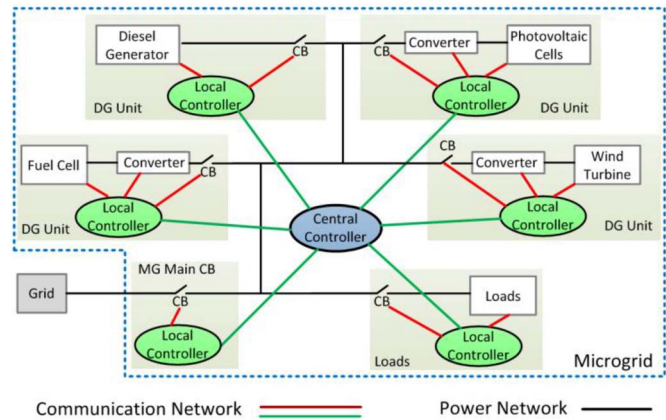 Diesel
Generator
CB
Local
Controller
DG Unit
CB
Converter
Photovoltaic
Cells
Local
Controller
DG Unit
Fuel Cell
Converter
CB
Local
Controller
DG Unit
CB
Converter
Wind
Turbine
Local
Controller
DG Unit
Central
Controller
Grid
MG Main CB
CB
Local
Controller
CB
Loads
Local
Controller
Loads
Microgrid
Communication Network
Power Network